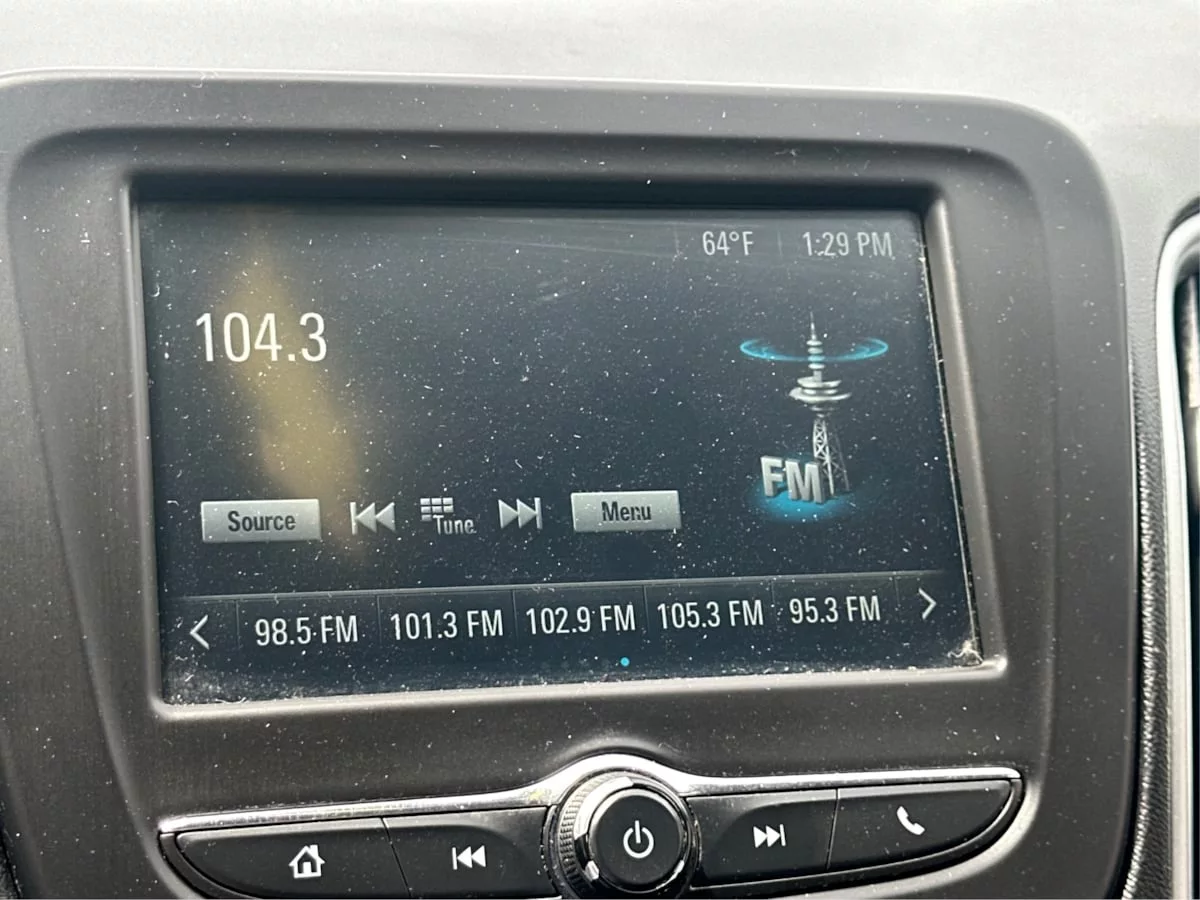 64°F 1:29 PM
104.3
FM
Source Tune Menu
98.5 FM 101.3 FM 102.9 FM 105.3 FM 95.3 FM